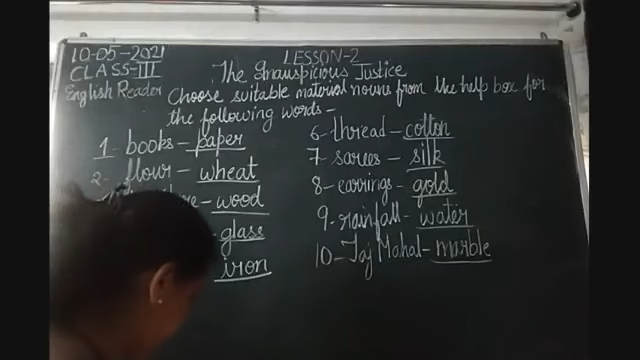 10-05-2021
CLASS-III
English Reader
LESSON-2
The Inauspicious Justice
Choose suitable material nouns from the help box for
the following words-
1- books- paper
2- flour- wheat
- wood
glass
iron
6- thread- cotton
7- sarees- silk
8- earrings- gold
9- rainfall- water
10- Taj Mahal- marble